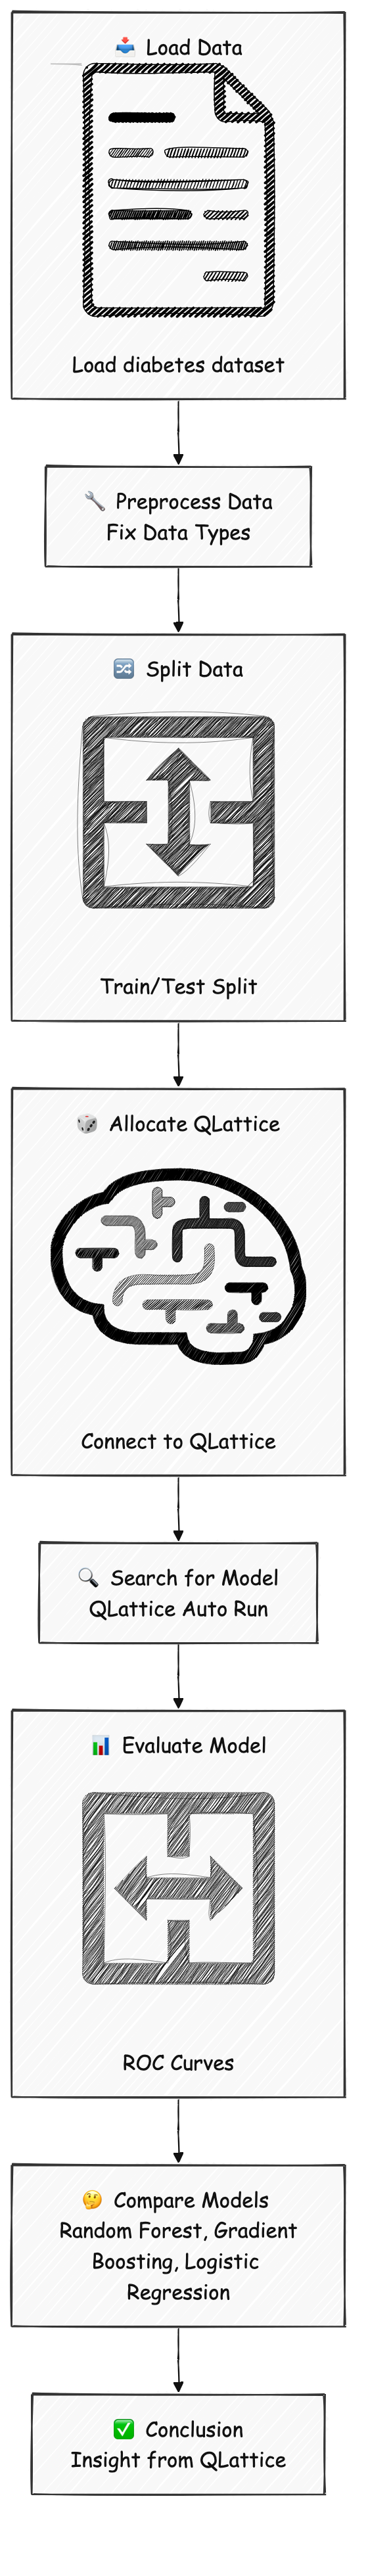 📥 Load Data
Load diabetes dataset
🔧 Preprocess Data
Fix Data Types
🔀 Split Data
Train/Test Split
🎲 Allocate QLattice
Connect to QLattice
🔍 Search for Model
QLattice Auto Run
📊 Evaluate Model
ROC Curves
🤔 Compare Models
Random Forest, Gradient
Boosting, Logistic
Regression
✅ Conclusion
Insight from QLattice